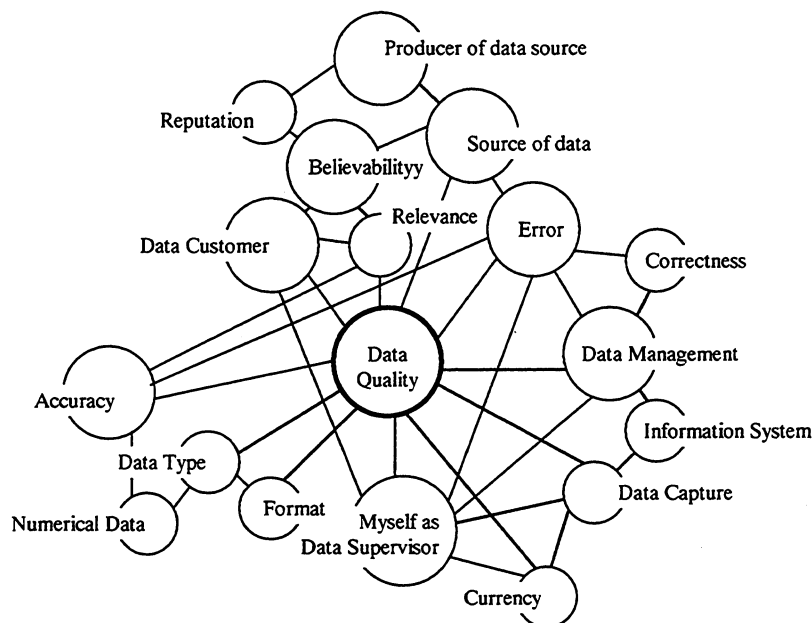 Producer of data source
Reputation
Source of data
Believabilityy
Relevance
Data Customer
Error
Correctness
Data
Quality
Data Management
Accuracy
Information System
Data Type
Data Capture
Format
Numerical Data
Myself as
Data Supervisor
Currency